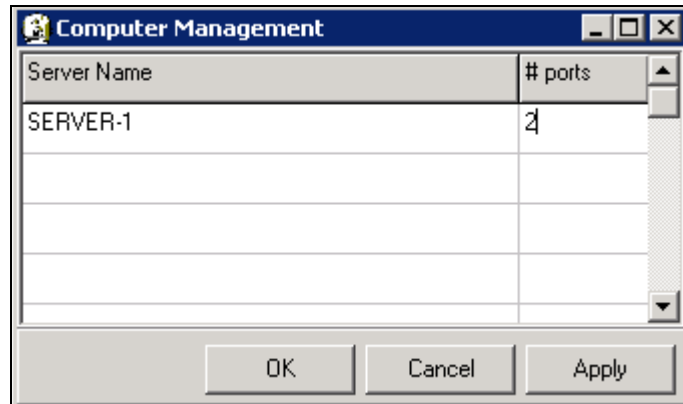 Computer Management
Server Name # ports
SERVER-1 2
OK Cancel Apply